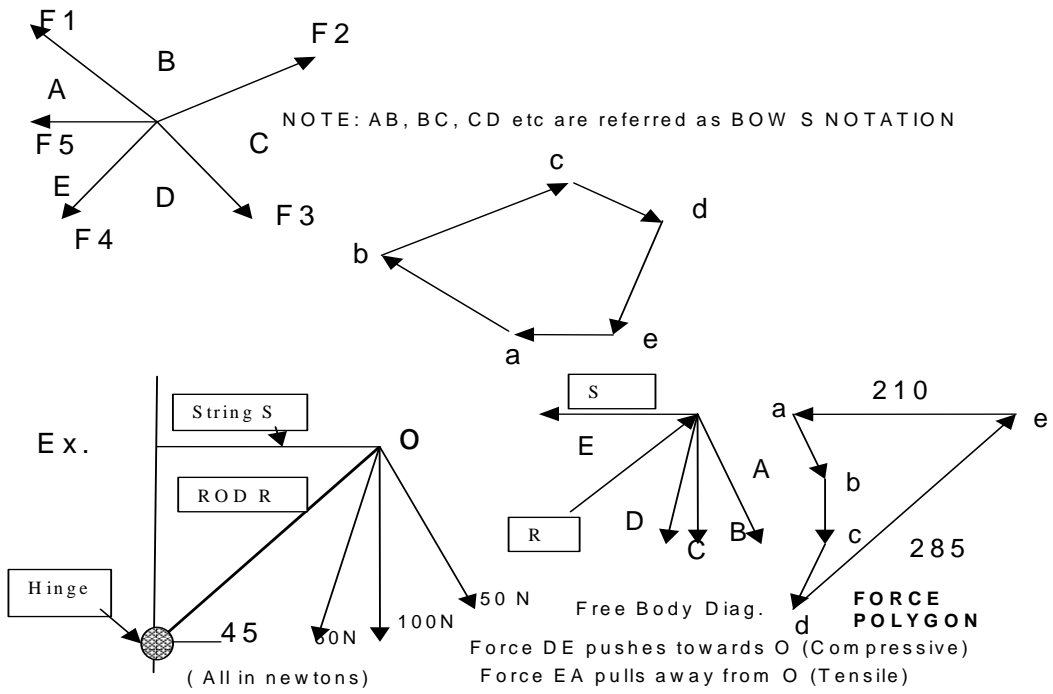 F1
F2
B
A
NOTE: AB, BC, CD etc are referred as BOW S NOTATION
F5
C
E
D
F3
F4
c
d
b
a
e
String S
Ex.
O
ROD R
Hinge
45
100N
50 N
(All in newtons)
S
E
A
R
D
C
B
Free Body Diag.
210
a
e
b
c
285
d
FORCE
POLYGON
Force DE pushes towards O (Compressive)
Force EA pulls away from O (Tensile)